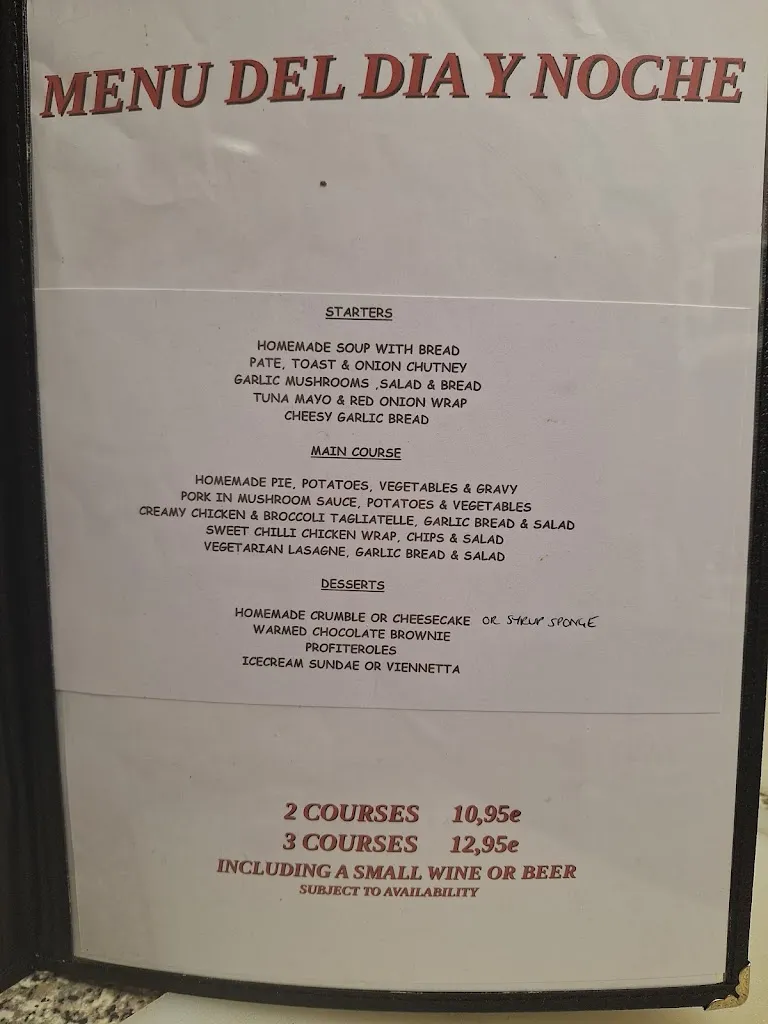 MENU DEL DIA Y NOCHE
STARTERS
HOMEMADE SOUP WITH BREAD
PATE, TOAST & ONION CHUTNEY
GARLIC MUSHROOMS ,SALAD & BREAD
TUNA MAYO & RED ONION WRAP
CHEESY GARLIC BREAD
MAIN COURSE
HOMEMADE PIE, POTATOES, VEGETABLES & GRAVY
PORK IN MUSHROOM SAUCE, POTATOES & VEGETABLES
CREAMY CHICKEN & BROCCOLI TAGLIATELLE, GARLIC BREAD & SALAD
SWEET CHILLI CHICKEN WRAP, CHIPS & SALAD
VEGETARIAN LASAGNE, GARLIC BREAD & SALAD
DESSERTS
HOMEMADE CRUMBLE OR CHEESECAKE OR SYRUP SPONGE
WARMED CHOCOLATE BROWNIE
PROFITEROLES
ICECREAM SUNDAE OR VIENNETTA
2 COURSES 10,95e
3 COURSES 12,95e
INCLUDING A SMALL WINE OR BEER
SUBJECT TO AVAILABILITY